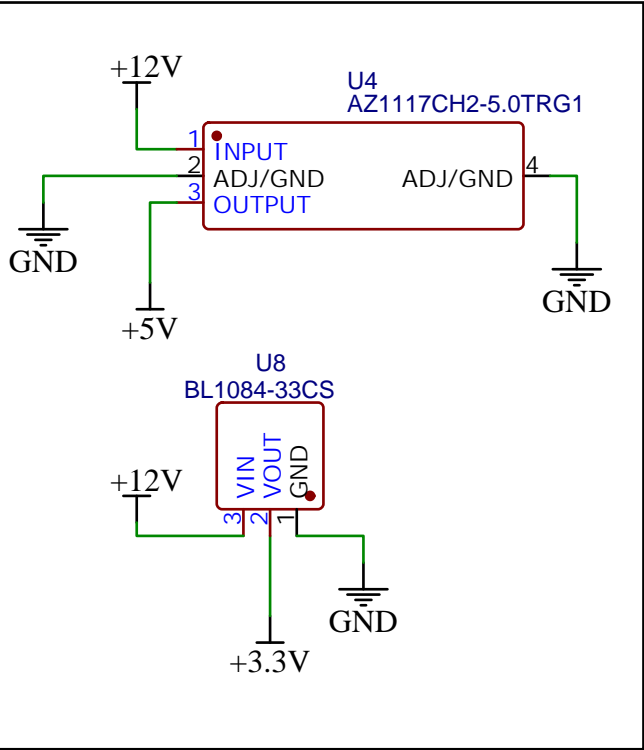 +12V
U4
AZ1117CH2-5.0TRG1
1
INPUT
2
ADJ/GND
ADJ/GND
4
3
OUTPUT
GND
GND
+5V
U8
BL1084-33CS
+12V
VIN
VOUT
GND
3
2
1
GND
+3.3V